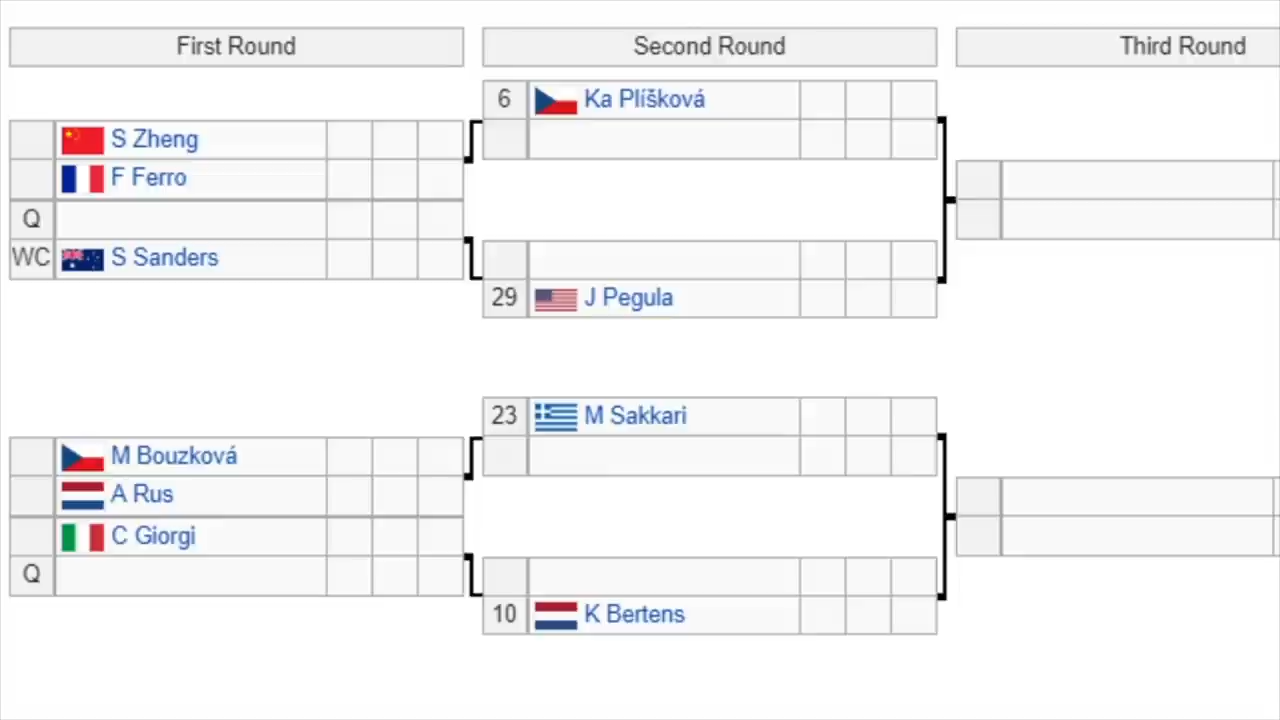 First Round
Second Round
Third Round
6 Ka Plíšková
S Zheng
F Ferro
Q
WC S Sanders
29 J Pegula
23 M Sakkari
M Bouzková
A Rus
C Giorgi
Q
10 K Bertens